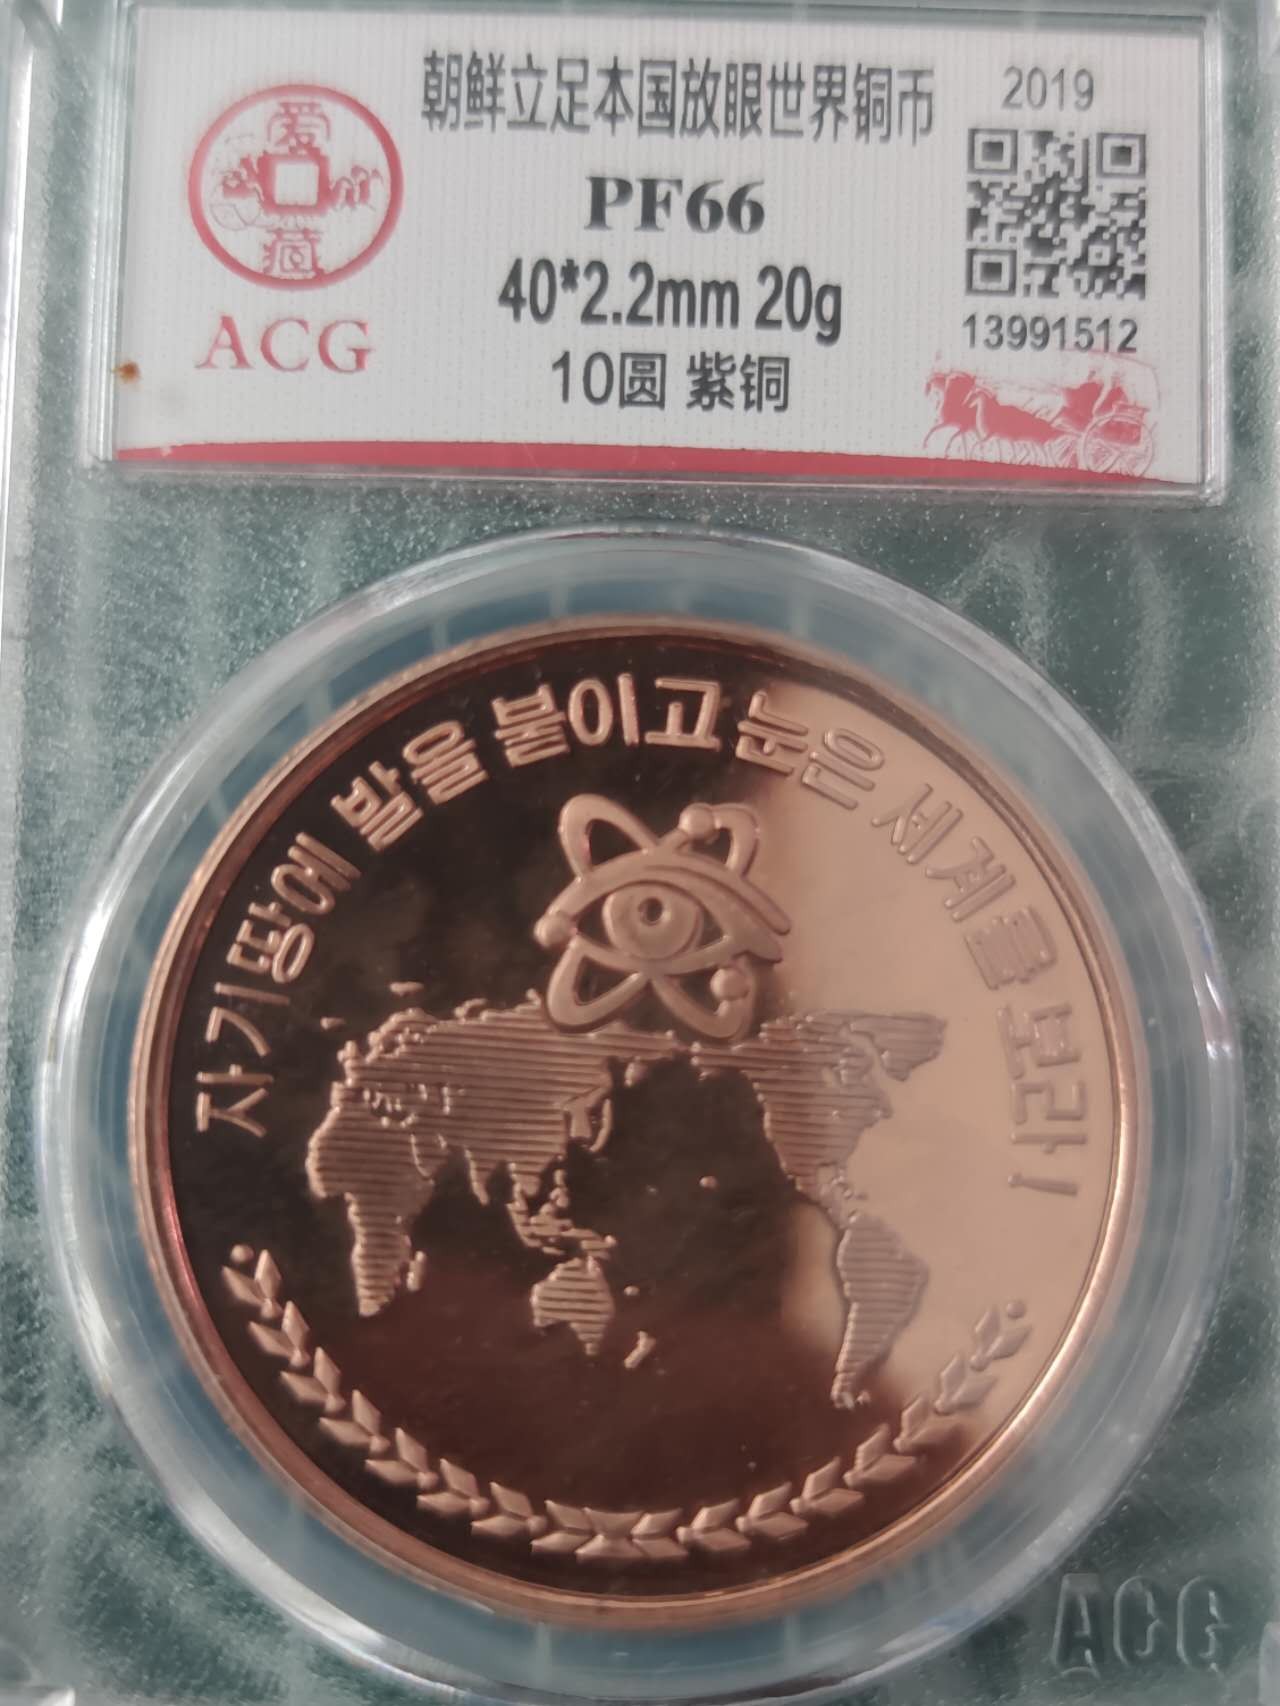 朝鲜立足本国放眼世界铜币
2019
爱
藏
PF66
40*2.2mm 20g
ACG
10圆 紫铜
13991512
자기땅에 발을 붙이고 눈은 세계를 보라!
ACG